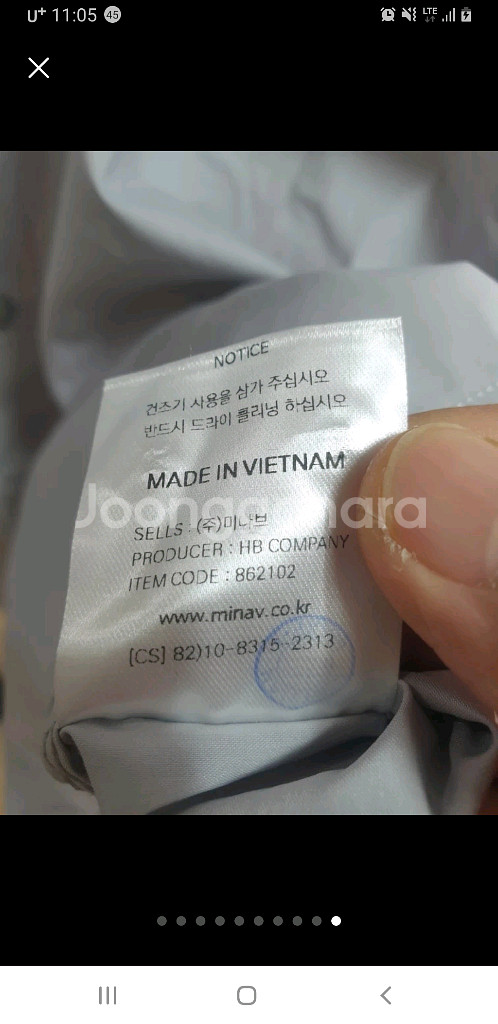 U+ 11:05 45
LTE
NOTICE
건조기 사용을 삼가 주십시오
반드시 드라이 클리닝 하십시오
MADE IN VIETNAM
Joonggonara
SELLS : (주)미나브
PRODUCER : HB COMPANY
ITEM CODE : 862102
www.minav.co.kr
[CS] 82)10-8315-2313